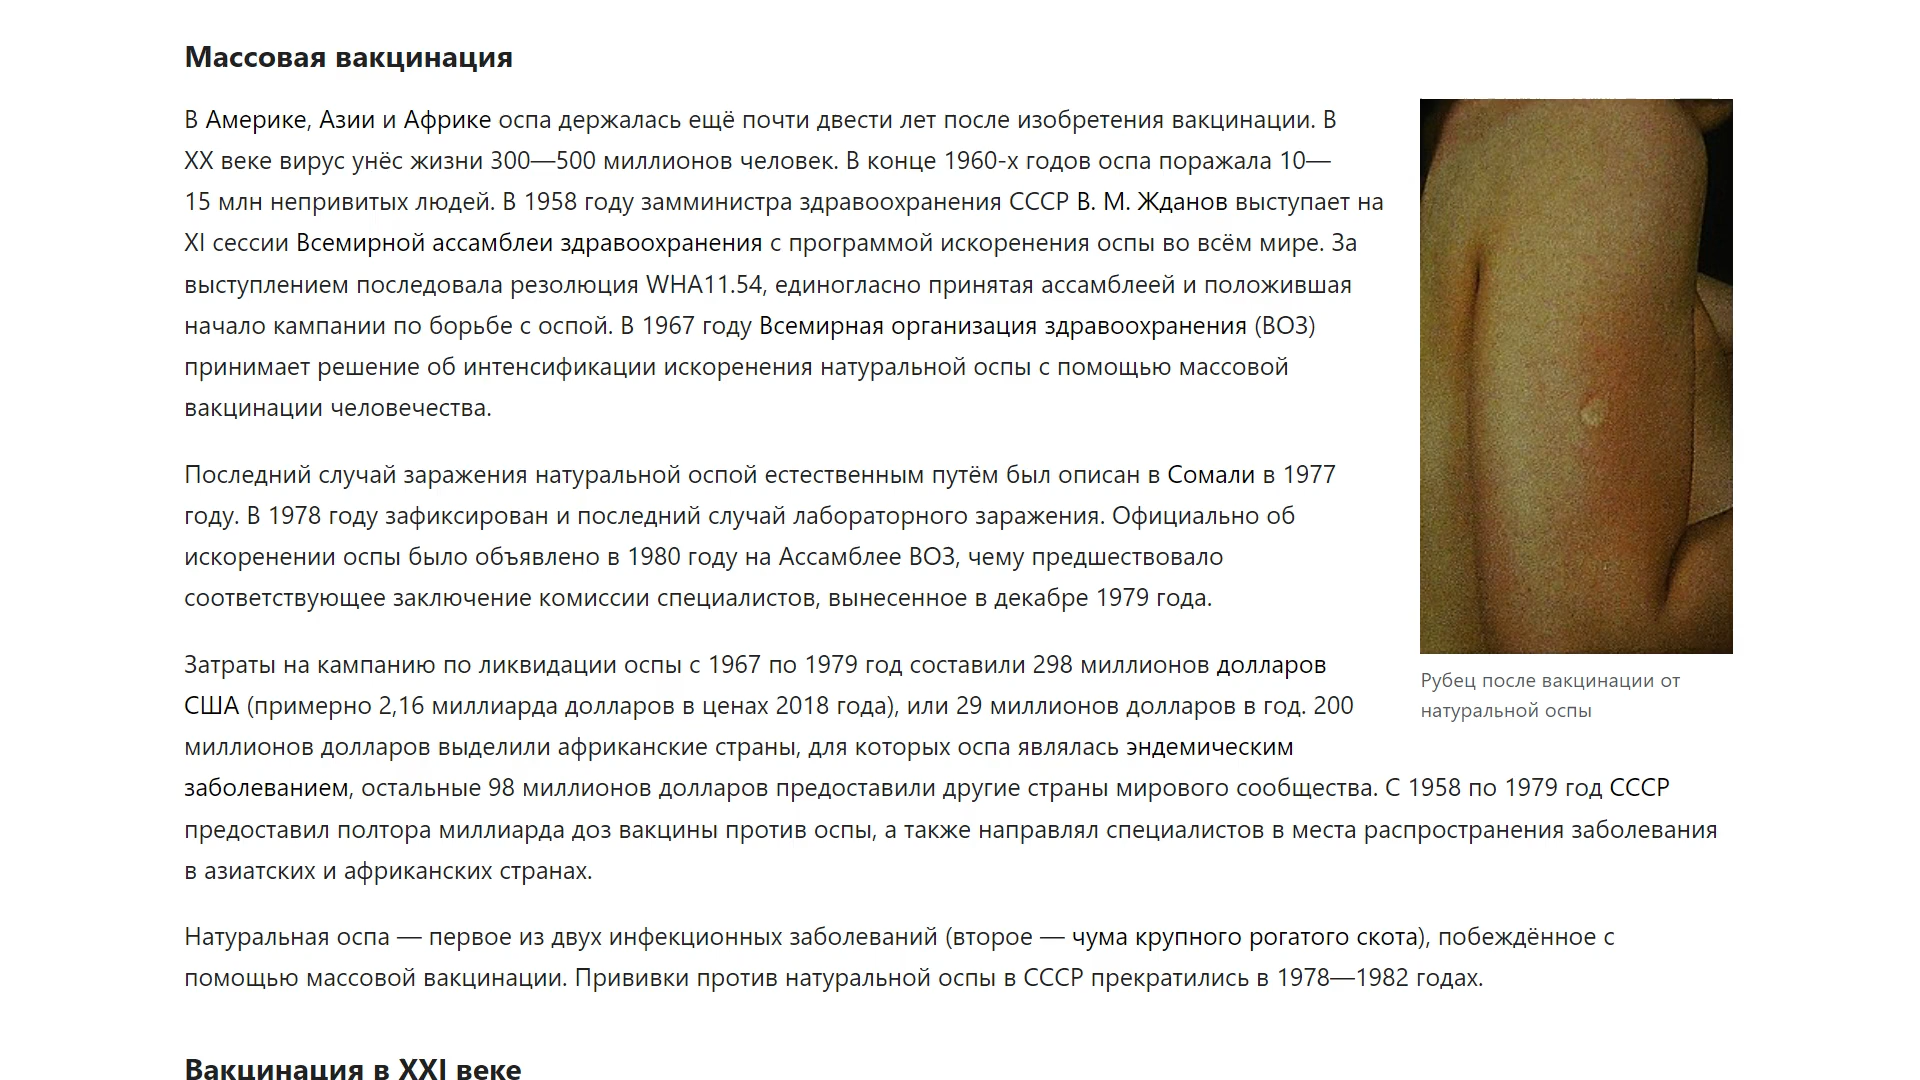 Массовая вакцинация
В Америке, Азии и Африке оспа держалась ещё почти двести лет после изобретения вакцинации. В
XX веке вирус унёс жизни 300—500 миллионов человек. В конце 1960-х годов оспа поражала 10—
15 млн непривитых людей. В 1958 году замминистра здравоохранения СССР В. М. Жданов выступает на
XI сессии Всемирной ассамблеи здравоохранения с программой искоренения оспы во всём мире. За
выступлением последовала резолюция WHA11.54, единогласно принятая ассамблеей и положившая
начало кампании по борьбе с оспой. В 1967 году Всемирная организация здравоохранения (ВОЗ)
принимает решение об интенсификации искоренения натуральной оспы с помощью массовой
вакцинации человечества.
Последний случай заражения натуральной оспой естественным путём был описан в Сомали в 1977
году. В 1978 году зафиксирован и последний случай лабораторного заражения. Официально об
искоренении оспы было объявлено в 1980 году на Ассамблее ВОЗ, чему предшествовало
соответствующее заключение комиссии специалистов, вынесенное в декабре 1979 года.
Затраты на кампанию по ликвидации оспы с 1967 по 1979 год составили 298 миллионов долларов
США (примерно 2,16 миллиарда долларов в ценах 2018 года), или 29 миллионов долларов в год. 200
миллионов долларов выделили африканские страны, для которых оспа являлась эндемическим
заболеванием, остальные 98 миллионов долларов предоставили другие страны мирового сообщества. С 1958 по 1979 год СССР
предоставил полтора миллиарда доз вакцины против оспы, а также направлял специалистов в места распространения заболевания
в азиатских и африканских странах.
Натуральная оспа — первое из двух инфекционных заболеваний (второе — чума крупного рогатого скота), побеждённое с
помощью массовой вакцинации. Прививки против натуральной оспы в СССР прекратились в 1978—1982 годах.
Рубец после вакцинации от
натуральной оспы
Вакцинация в XXI веке